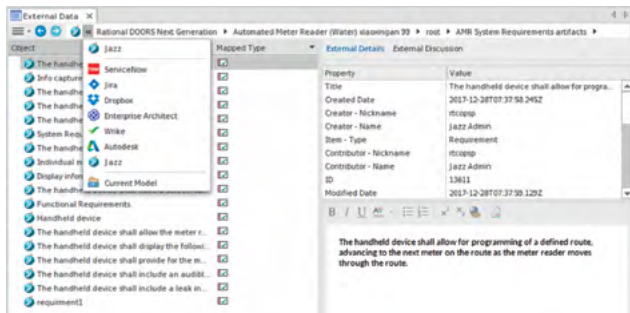 External Data
Rational DOORS Next Generation Automated Meter Reader (Water) xiaoxingan 99 root AMR System Requirements artifacts
Object
Mapped Type
External Details External Discussion
Jazz
ServiceNow
Jira
Dropbox
Enterprise Architect
Wrike
Autodesk
Jazz
Current Model
The handhe
Info capture
The handhe
The handhe
The handhe
System Requ
The handhe
Individual m
Display infor
The handhe
Functional Requirements
Handheld device
The handheld device shall allow the meter r...
The handheld device shall display the followi...
The handheld device shall provide for the m...
The handheld device shall include an audibl...
The handheld device shall include a leak in...
requirment1
Property Value
Title The handheld device shall allow for progra...
Created Date 2017-12-28T07:37:58.245Z
Creator - Nickname rtcopsp
Creator - Name Jazz Admin
Item - Type Requirement
Contributor - Nickname rtcopsp
Contributor - Name Jazz Admin
ID 13611
Modified Date 2017-12-28T07:37:59.129Z
The handheld device shall allow for programming of a defined route,
advancing to the next meter on the route as the meter reader moves
through the route.